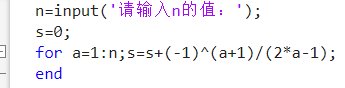 n=input('请输入n的值：');
s=0;
for a=1:n;s=s+(-1)^(a+1)/(2*a-1);
end